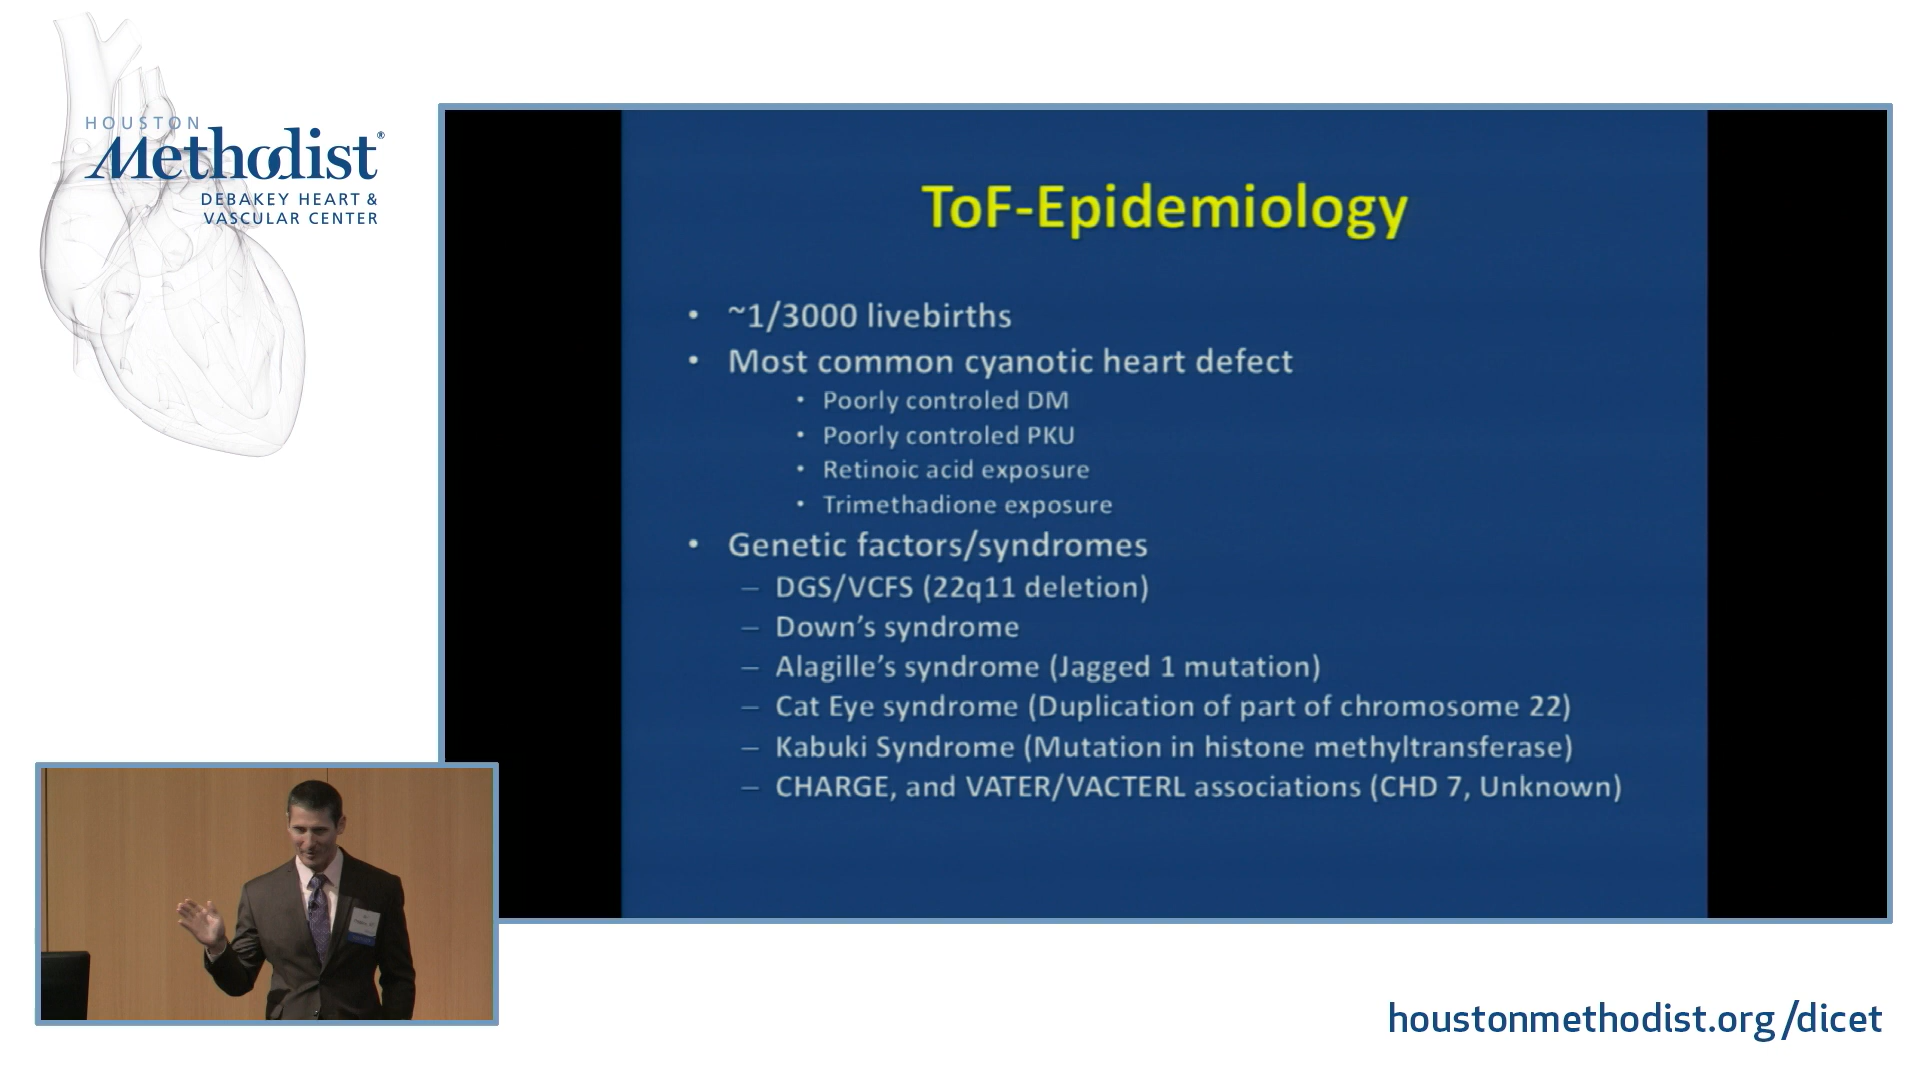 HOUSTON
Methodist®
DEBAKEY HEART &
VASCULAR CENTER
ToF-Epidemiology
• ~1/3000 livebirths
• Most common cyanotic heart defect
• Poorly controled DM
• Poorly controled PKU
• Retinoic acid exposure
• Trimethadione exposure
• Genetic factors/syndromes
– DGS/VCFS (22q11 deletion)
– Down’s syndrome
– Alagille’s syndrome (Jagged 1 mutation)
– Cat Eye syndrome (Duplication of part of chromosome 22)
– Kabuki Syndrome (Mutation in histone methyltransferase)
– CHARGE, and VATER/VACTERL associations (CHD 7, Unknown)
houstonmethodist.org/dicet